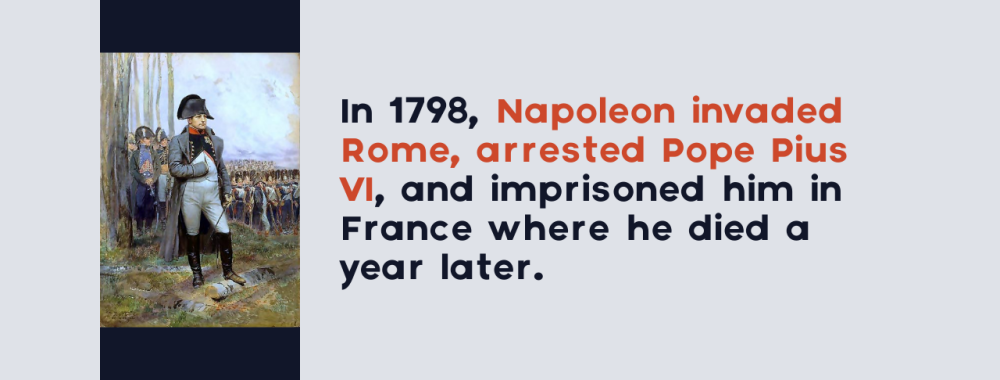 In 1798, Napoleon invaded
Rome, arrested Pope Pius
VI, and imprisoned him in
France where he died a
year later.